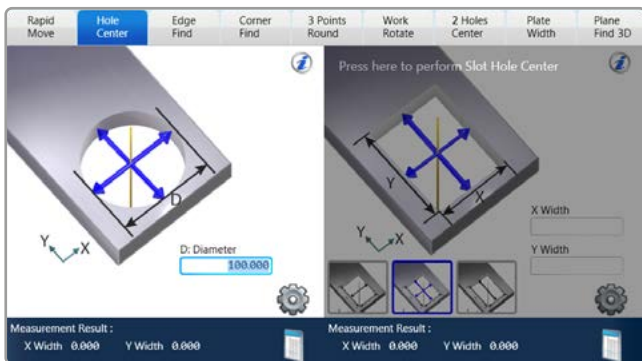 Rapid Move
Hole Center
Edge Find
Corner Find
3 Points Round
Work Rotate
2 Holes Center
Plate Width
Plane Find 3D
Press here to perform Slot Hole Center
D
Y X
D: Diameter
100.000
Y X
Y X
X Width
Y Width
Measurement Result :
X Width 0.000 Y Width 0.000
Measurement Result :
X Width 0.000 Y Width 0.000